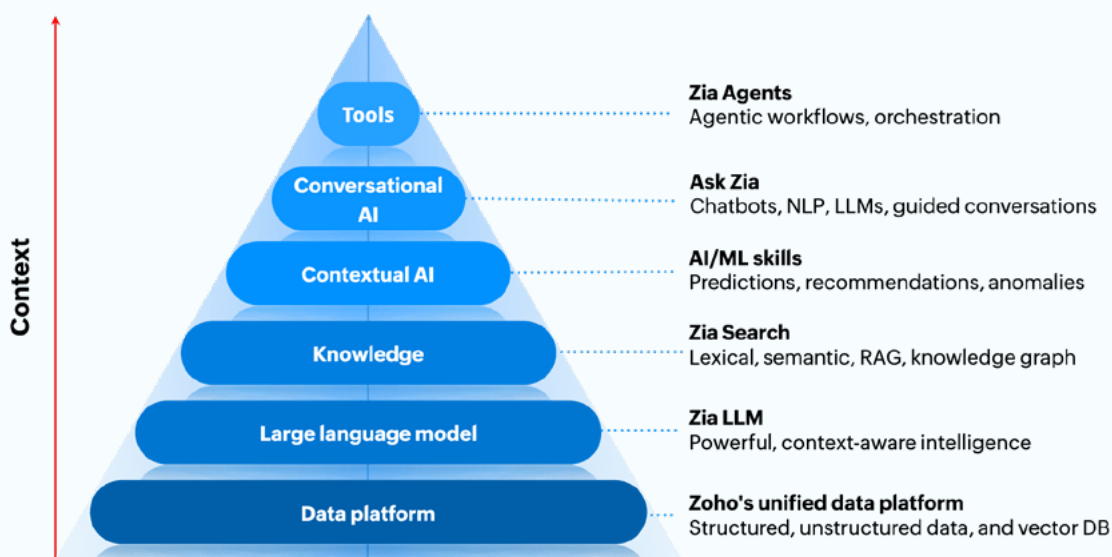 Context
Tools
Zia Agents
Agentic workflows, orchestration
Conversational
AI
Ask Zia
Chatbots, NLP, LLMs, guided conversations
Contextual AI
AI/ML skills
Predictions, recommendations, anomalies
Knowledge
Zia Search
Lexical, semantic, RAG, knowledge graph
Large language model
Zia LLM
Powerful, context-aware intelligence
Data platform
Zoho's unified data platform
Structured, unstructured data, and vector DB